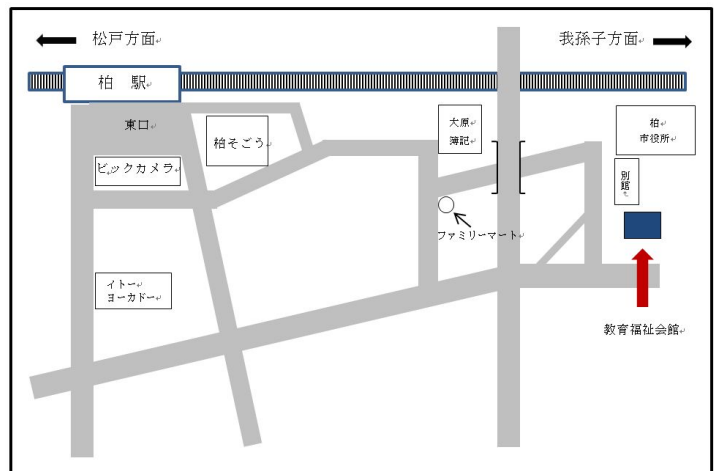 松戸方面
我孫子方面
柏 駅
東口
柏そごう
大原
簿記
柏
市役所
ビックカメラ
別
館
ファミリーマート
イトー
ヨーカドー
教育福祉会館